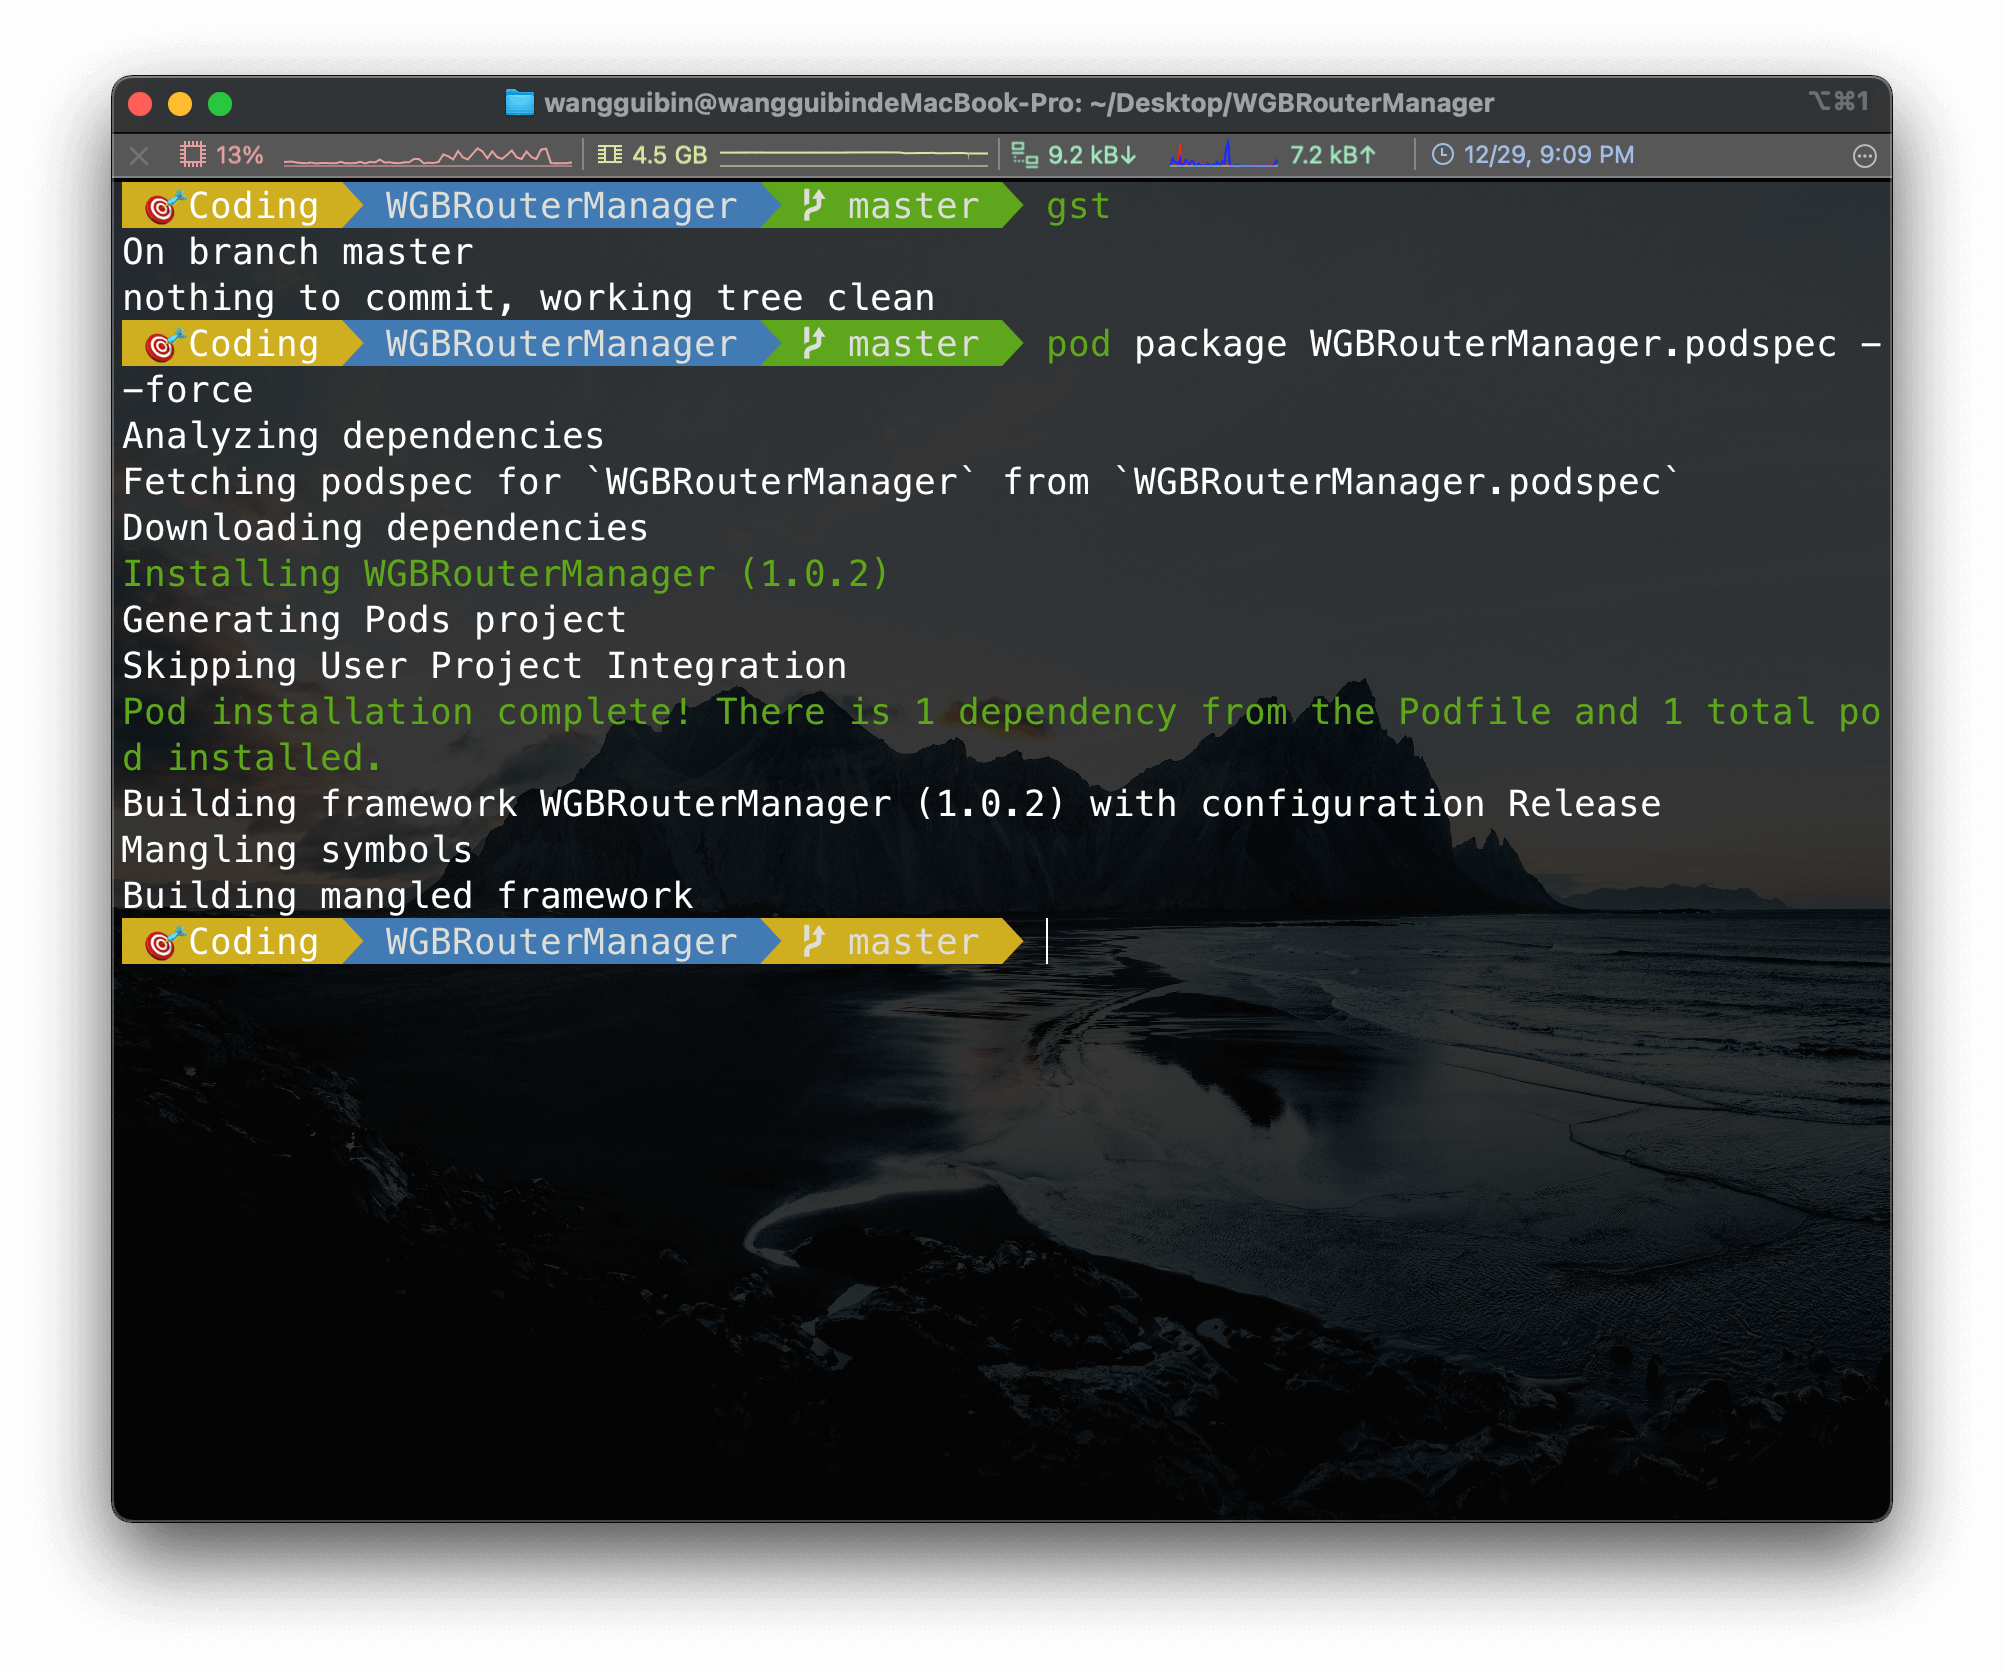 wangguibin@wangguibindeMacBook-Pro: ~/Desktop/WGBRouterManager ⌥⌘1
13% 4.5 GB 9.2 kB↓ 7.2 kB↑ 12/29, 9:09 PM
🎯Coding WGBRouterManager master gst
On branch master
nothing to commit, working tree clean
🎯Coding WGBRouterManager master pod package WGBRouterManager.podspec -
-force
Analyzing dependencies
Fetching podspec for `WGBRouterManager` from `WGBRouterManager.podspec`
Downloading dependencies
Installing WGBRouterManager (1.0.2)
Generating Pods project
Skipping User Project Integration
Pod installation complete! There is 1 dependency from the Podfile and 1 total po
d installed.
Building framework WGBRouterManager (1.0.2) with configuration Release
Mangling symbols
Building mangled framework
🎯Coding WGBRouterManager master